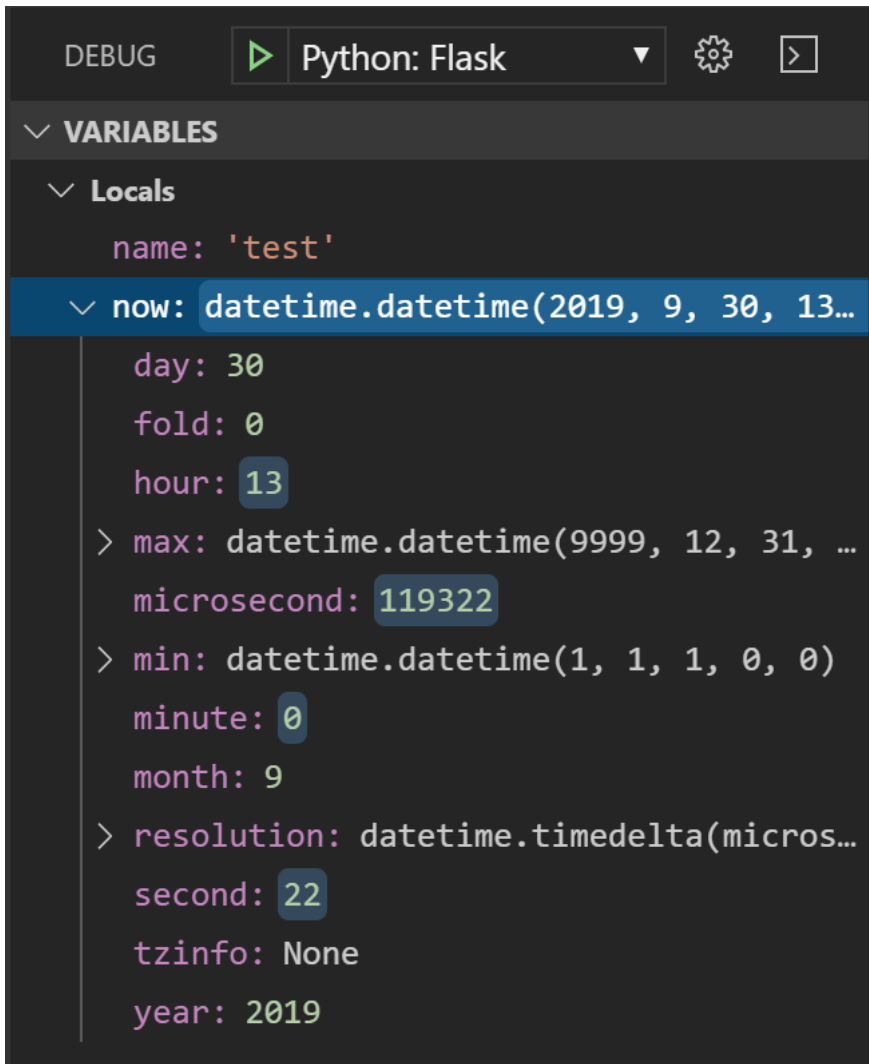 DEBUG Python: Flask
VARIABLES
Locals
name: 'test'
now: datetime.datetime(2019, 9, 30, 13…
day: 30
fold: 0
hour: 13
max: datetime.datetime(9999, 12, 31, …
microsecond: 119322
min: datetime.datetime(1, 1, 1, 0, 0)
minute: 0
month: 9
resolution: datetime.timedelta(micros…
second: 22
tzinfo: None
year: 2019